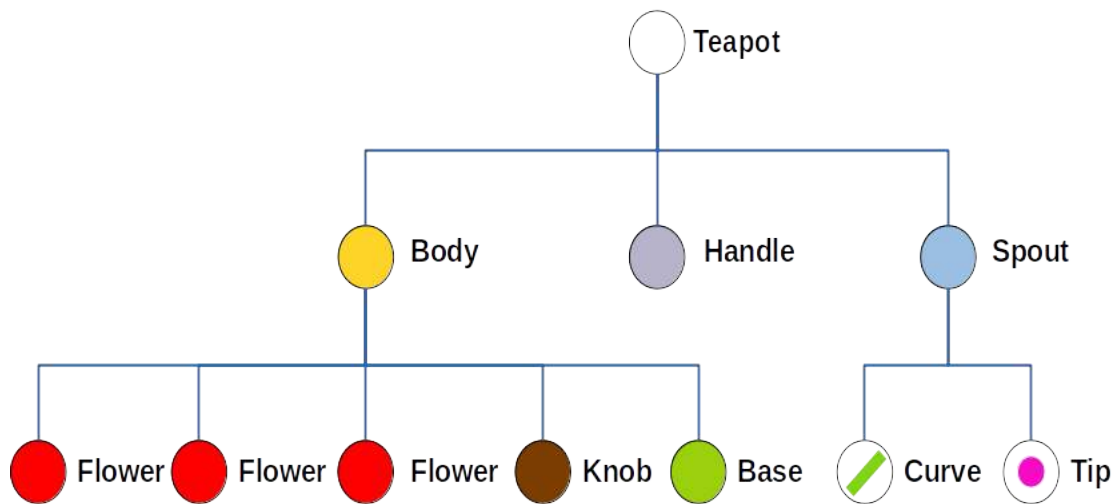 Teapot
Body
Handle
Spout
Flower
Flower
Flower
Knob
Base
Curve
Tip